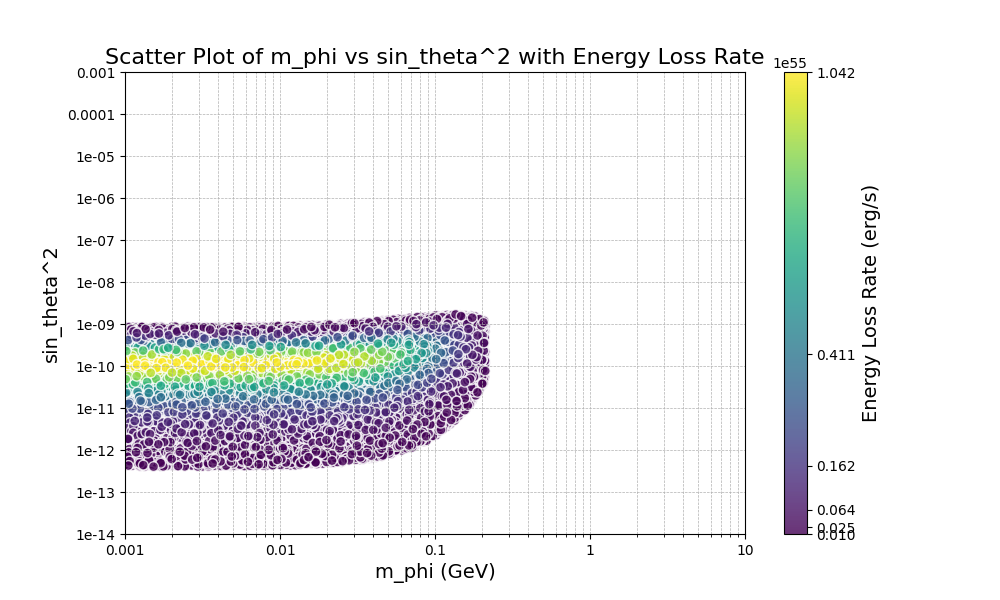 Scatter Plot of m_phi vs sin_theta^2 with Energy Loss Rate
1e55
0.001
0.0001
1e-05
1e-06
1e-07
1e-08
1e-09
1e-10
1e-11
1e-12
1e-13
1e-14
sin_theta^2
0.001
0.01
0.1
1
10
m_phi (GeV)
1.042
0.411
0.162
0.064
0.025
0.010
Energy Loss Rate (erg/s)